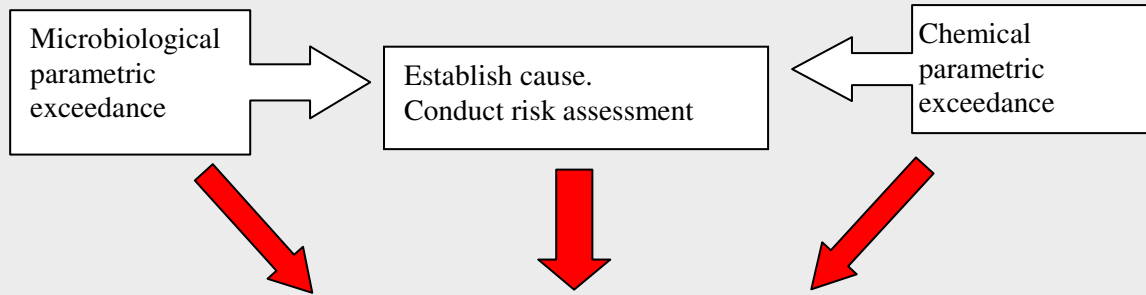 Microbiological
parametric
exceedance
Establish cause.
Conduct risk assessment
Chemical
parametric
exceedance